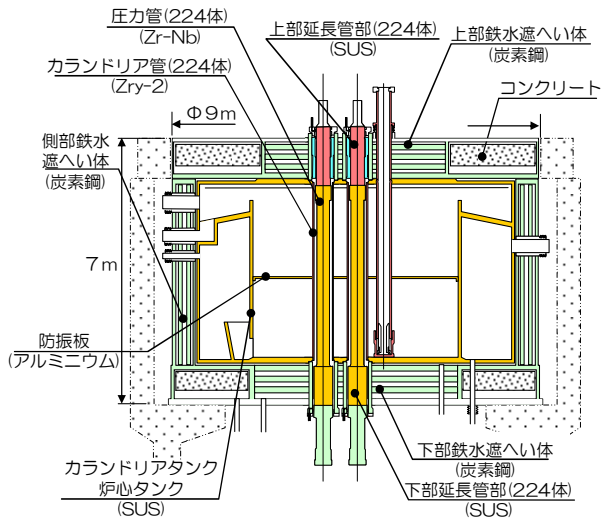 圧力管(224体)
(Zr-Nb)
上部延長管部(224体)
(SUS)
上部鉄水遮へい体
(炭素鋼)
カランドリア管(224体)
(Zry-2)
コンクリート
Φ9m
側部鉄水
遮へい体
(炭素鋼)
7m
防振板
(アルミニウム)
カランドリアタンク
炉心タンク
(SUS)
下部鉄水遮へい体
(炭素鋼)
下部延長管部(224体)
(SUS)